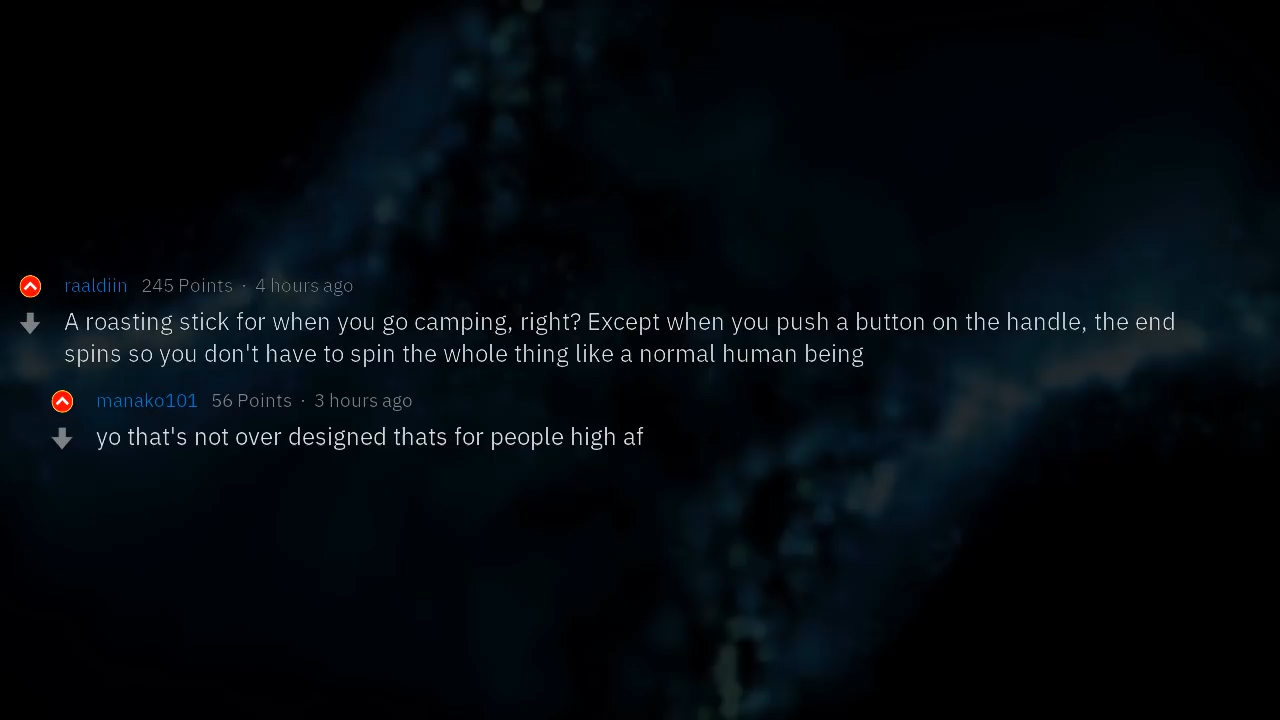 raaldiin 245 Points · 4 hours ago
A roasting stick for when you go camping, right? Except when you push a button on the handle, the end
spins so you don't have to spin the whole thing like a normal human being
manako101 56 Points · 3 hours ago
yo that's not over designed thats for people high af